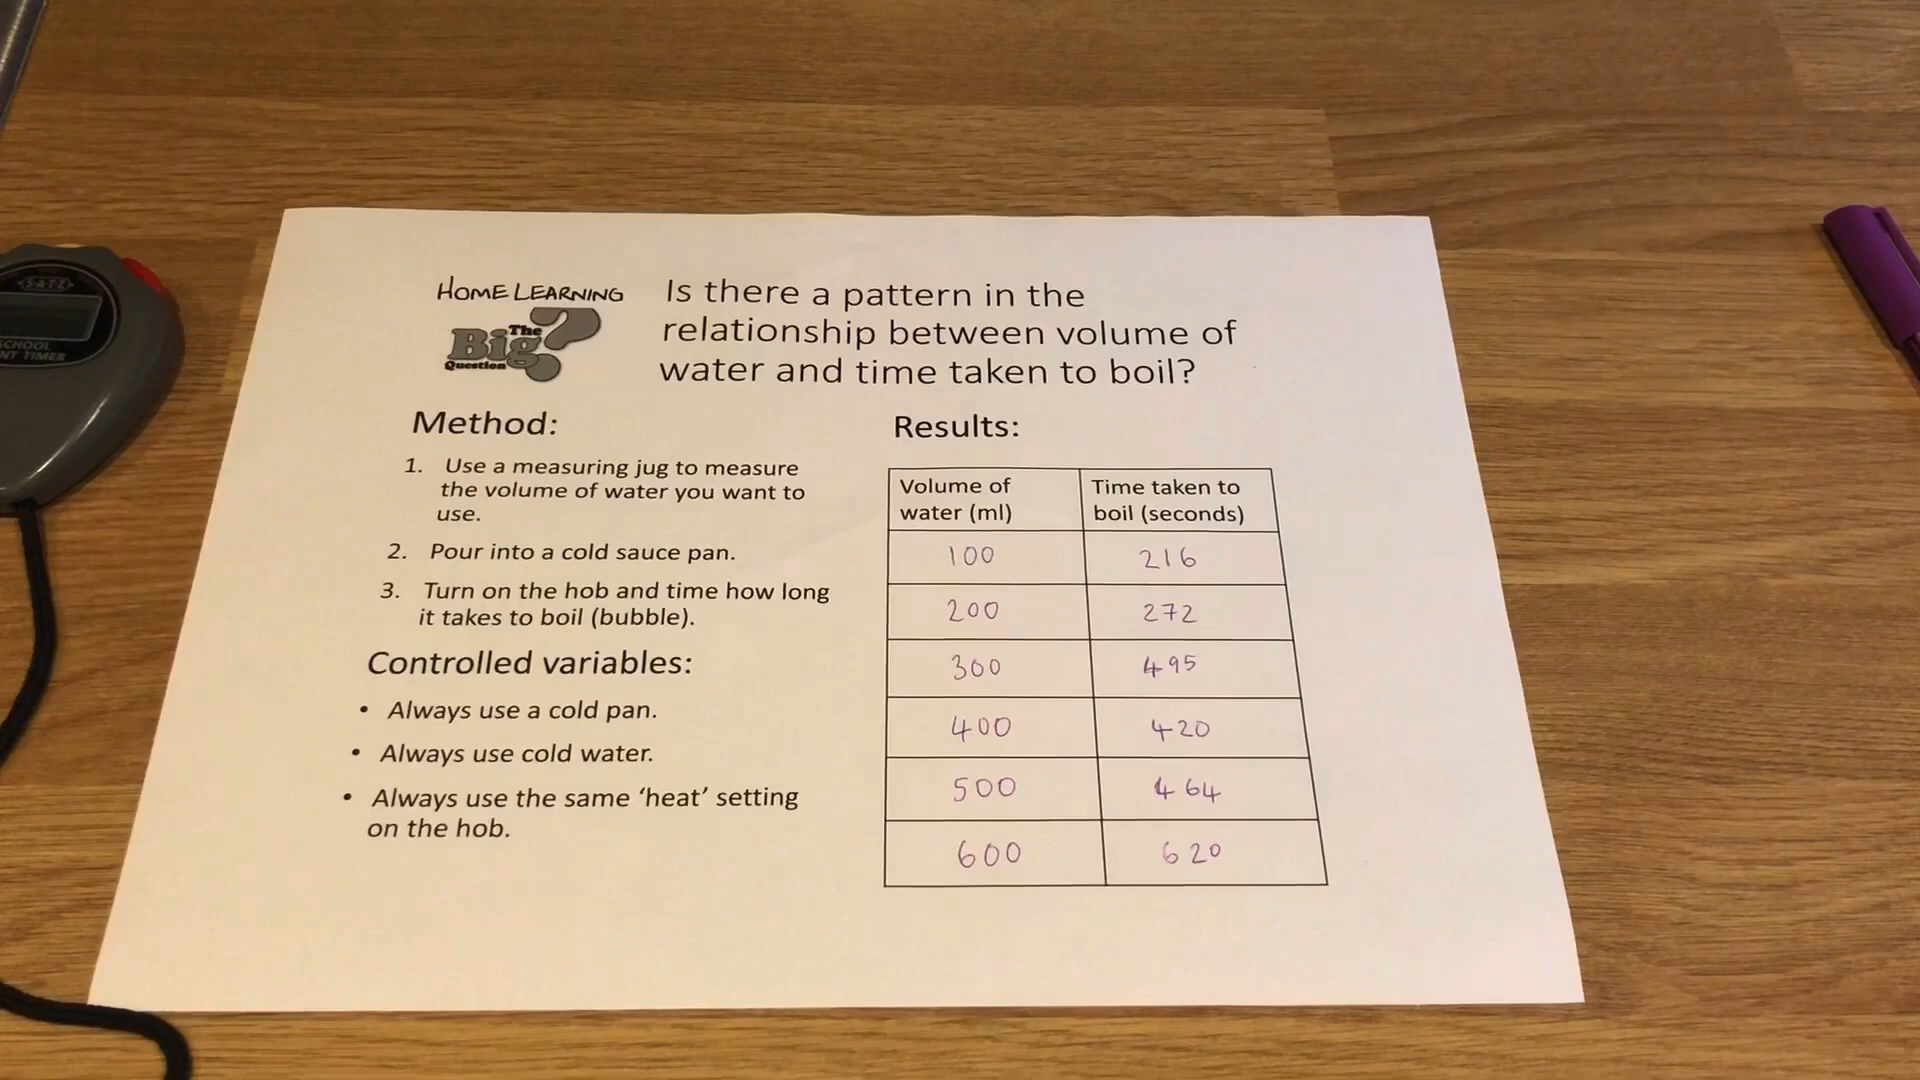 HOME LEARNING
The
Big
Question
Is there a pattern in the
relationship between volume of
water and time taken to boil?
Method:
1. Use a measuring jug to measure
the volume of water you want to
use.
2. Pour into a cold sauce pan.
3. Turn on the hob and time how long
it takes to boil (bubble).
Controlled variables:
• Always use a cold pan.
• Always use cold water.
• Always use the same ‘heat’ setting
on the hob.
Results:
Volume of water (ml) Time taken to boil (seconds)
100 216
200 272
300 495
400 420
500 464
600 620
SATZ
SCHOOL
NT TIMER